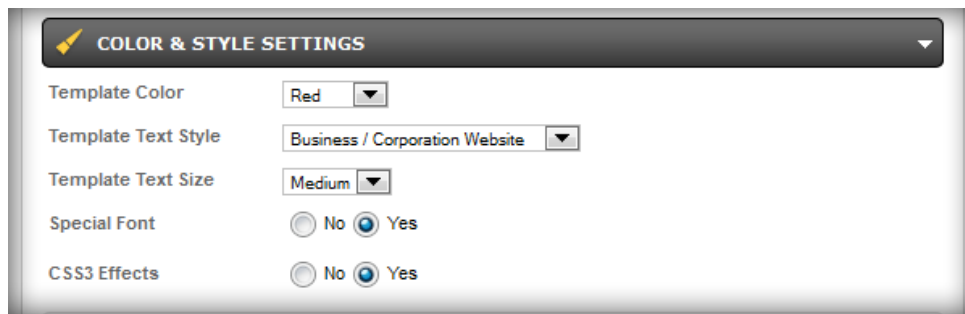 COLOR & STYLE SETTINGS
Template Color Red
Template Text Style Business / Corporation Website
Template Text Size Medium
Special Font No Yes
CSS3 Effects No Yes